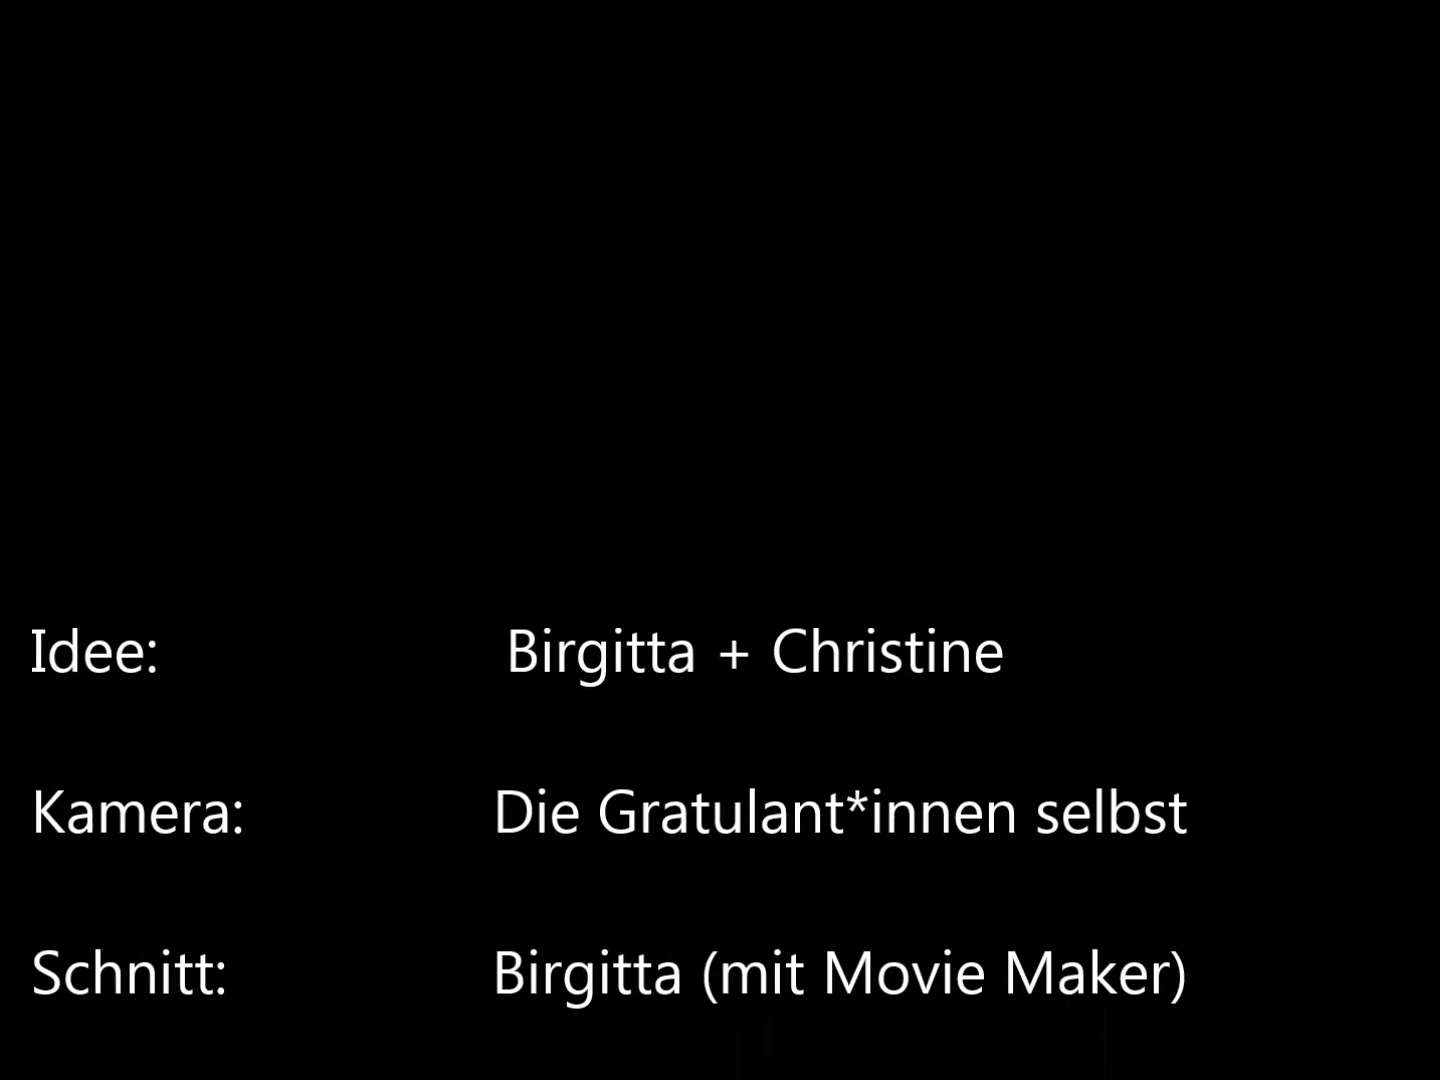 Idee: Birgitta + Christine
Kamera: Die Gratulant*innen selbst
Schnitt: Birgitta (mit Movie Maker)